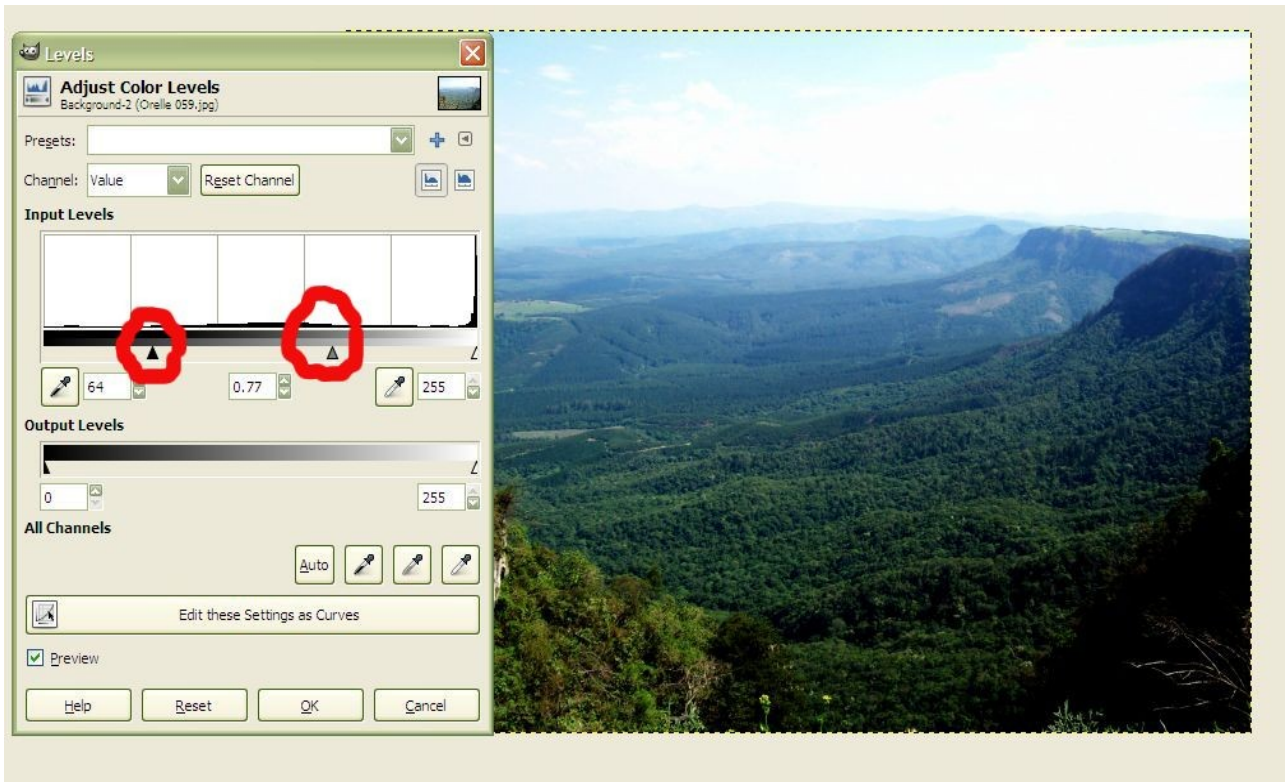 Levels
Adjust Color Levels
Background-2 (Orelle 059.jpg)
Presets:
Channel: Value Reset Channel
Input Levels
64 0.77 255
Output Levels
0 255
All Channels
Auto
Edit these Settings as Curves
Preview
Help Reset OK Cancel